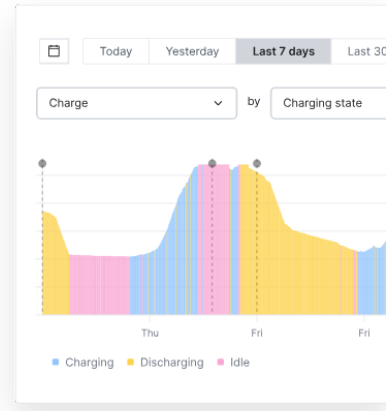 Today Yesterday Last 7 days Last 30
Charge by Charging state
Thu Fri Fri
Charging Discharging Idle